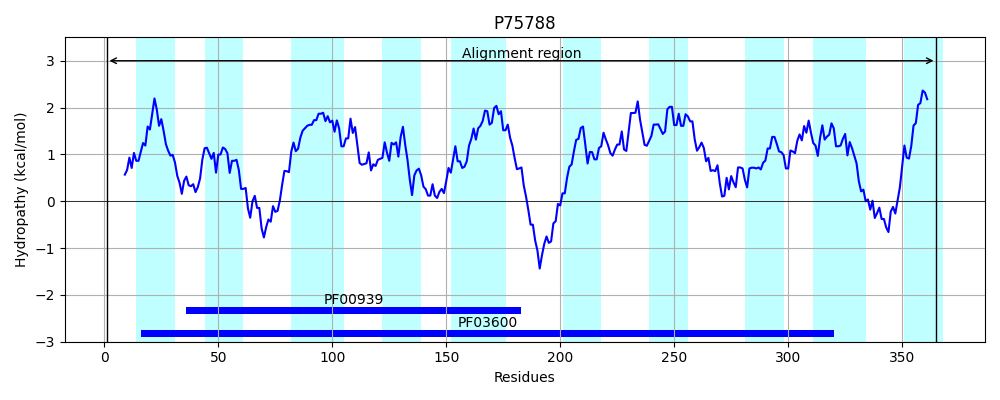 P75788
Alignment region
3
2
1
0
−1
−2
−3
Hydropathy (kcal/mol)
PF00939
PF03600
0 50 100 150 200 250 300 350
Residues